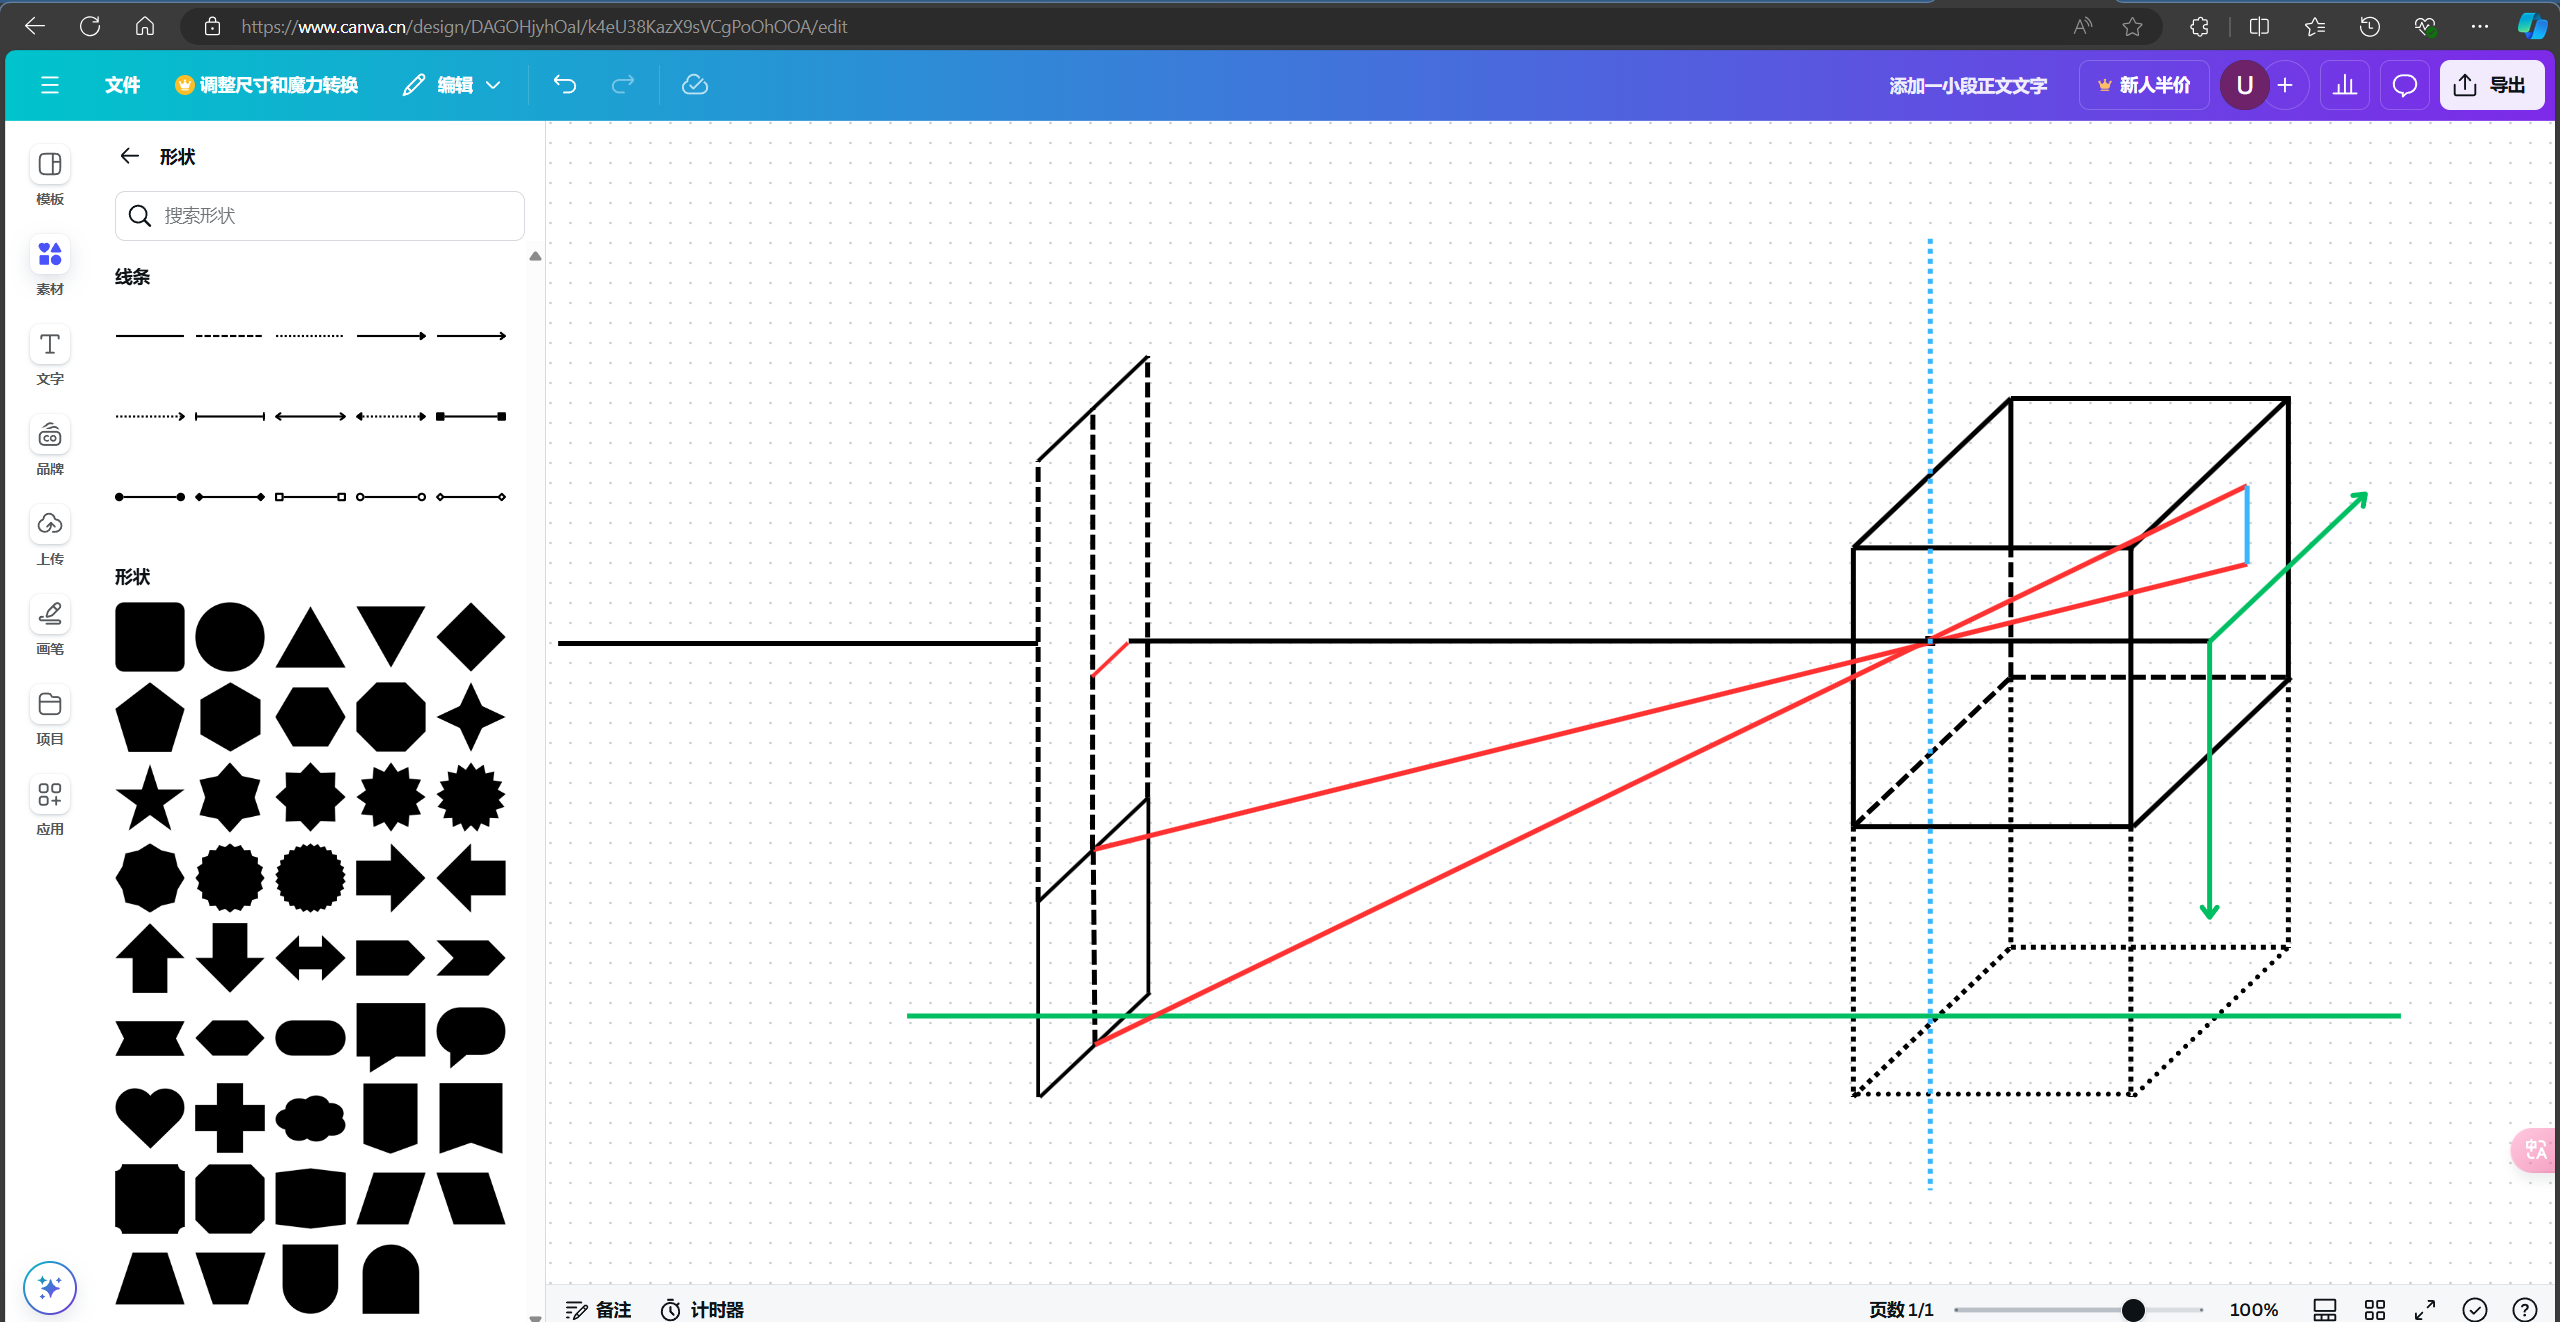 https://www.canva.cn/design/DAGOHjyhOaI/k4eU38KazX9sVCgPoOhOOA/edit
文件
调整尺寸和魔力转换
编辑
添加一小段正文文字
新人半价
U
导出
形状
模板
搜索形状
素材
线条
文字
品牌
上传
形状
画笔
项目
应用
备注
计时器
页数 1/1
100%